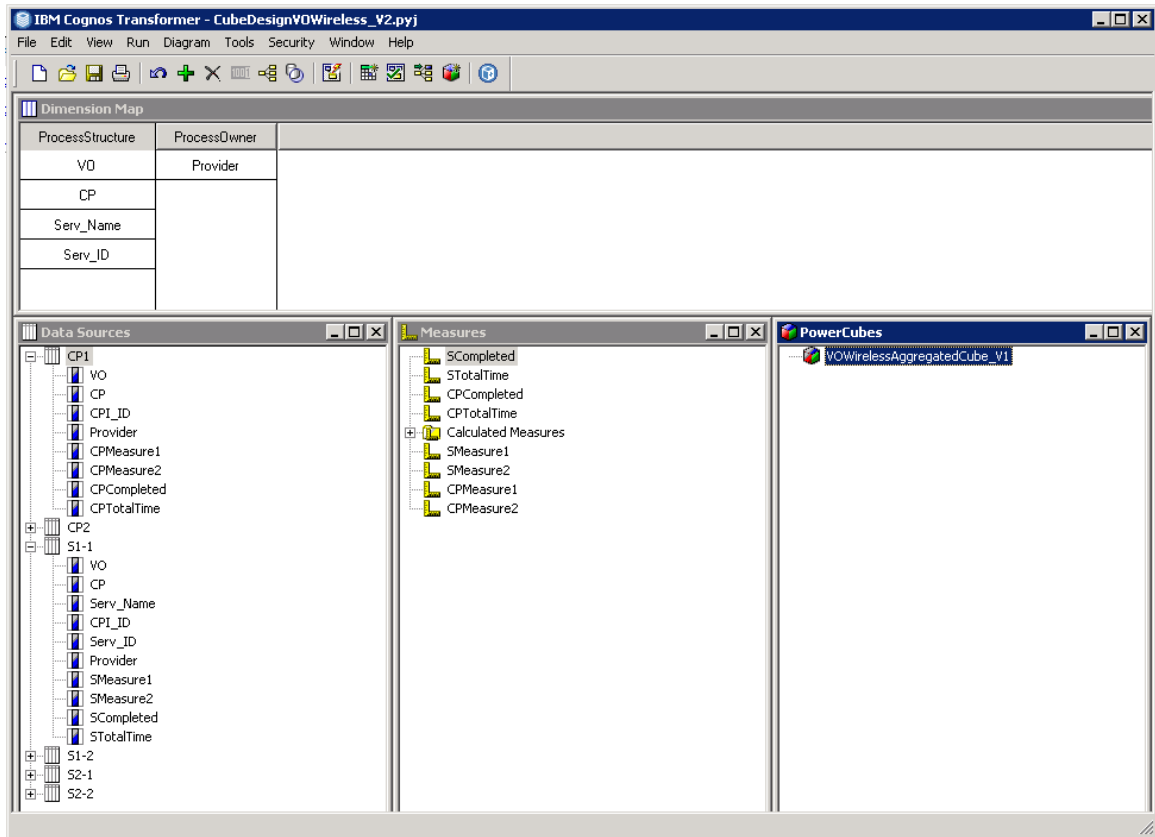 IBM Cognos Transformer - CubeDesignVOWireless_V2.pyj
File Edit View Run Diagram Tools Security Window Help
Dimension Map
ProcessStructure ProcessOwner
VO Provider
CP
Serv_Name
Serv_ID
Data Sources
CP1
VO
CP
CPI_ID
Provider
CPMeasure1
CPMeasure2
CPCompleted
CPTotalTime
CP2
S1-1
VO
CP
Serv_Name
CPI_ID
Serv_ID
Provider
SMeasure1
SMeasure2
SCompleted
STotalTime
S1-2
S2-1
S2-2
Measures
SCompleted
STotalTime
CPCompleted
CPTotalTime
Calculated Measures
SMeasure1
SMeasure2
CPMeasure1
CPMeasure2
PowerCubes
VOWirelessAggregatedCube_V1